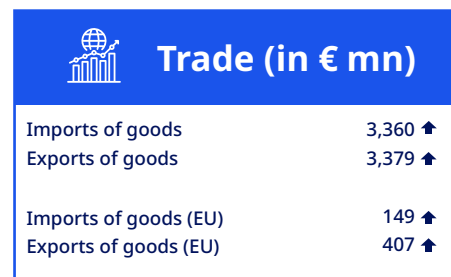 Trade (in € mn)
Imports of goods 3,360
Exports of goods 3,379
Imports of goods (EU) 149
Exports of goods (EU) 407